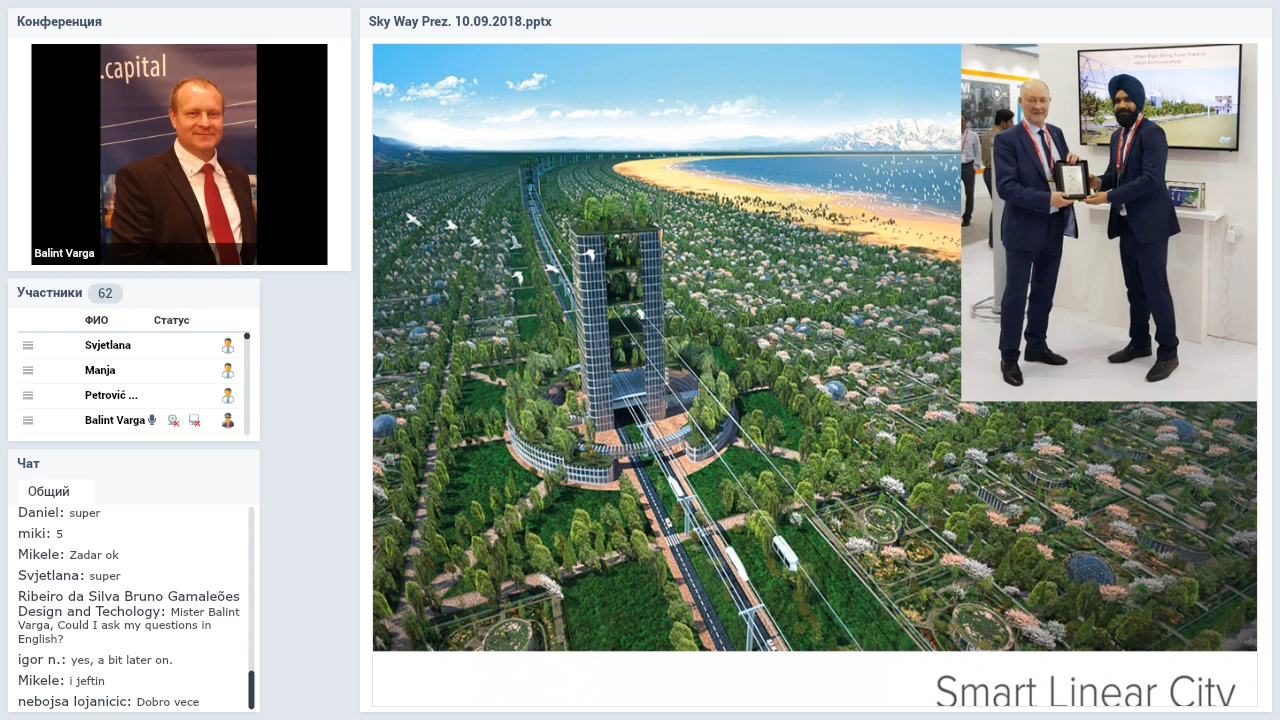 Конференция
.capital
Balint Varga
Участники 62
ФИО Статус
Svjetlana
Manja
Petrović ...
Balint Varga
Чат
Общий
Daniel: super
miki: 5
Mikele: Zadar ok
Svjetlana: super
Ribeiro da Silva Bruno Gamaleões
Design and Techology: Mister Balint
Varga, Could I ask my questions in
English?
igor n.: yes, a bit later on.
Mikele: i jeftin
nebojsa lojanicic: Dobro vece
Sky Way Prez. 10.09.2018.pptx
Smart Linear City